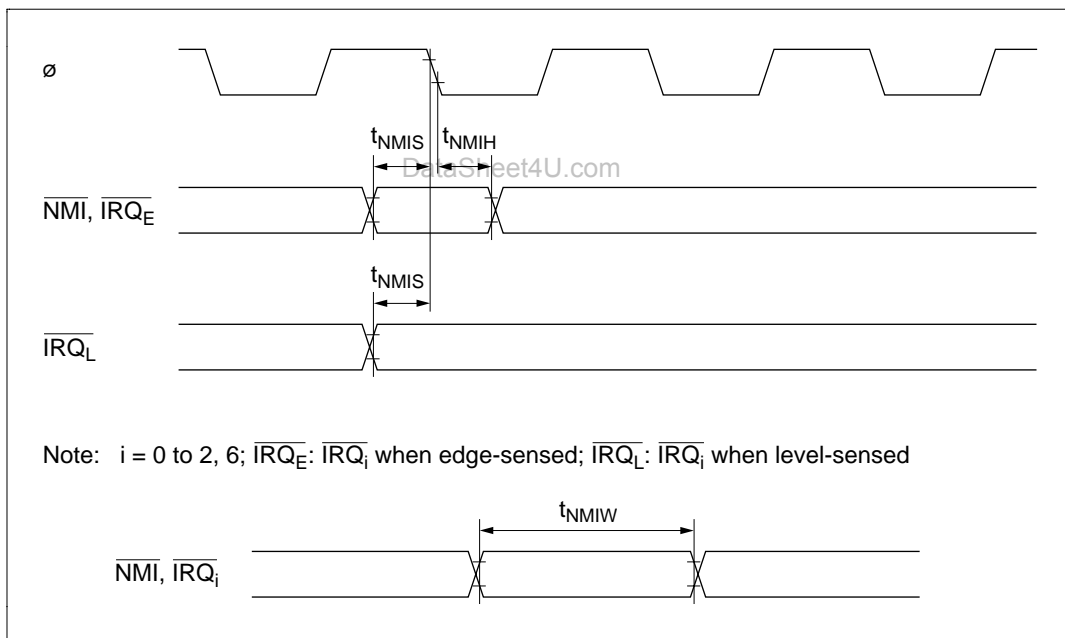 ø
tNMIS tNMIH
DataSheet4U.com
NMI, IRQE
tNMIS
IRQL
Note: i = 0 to 2, 6; IRQE: IRQi when edge-sensed; IRQL: IRQi when level-sensed
tNMIW
NMI, IRQi